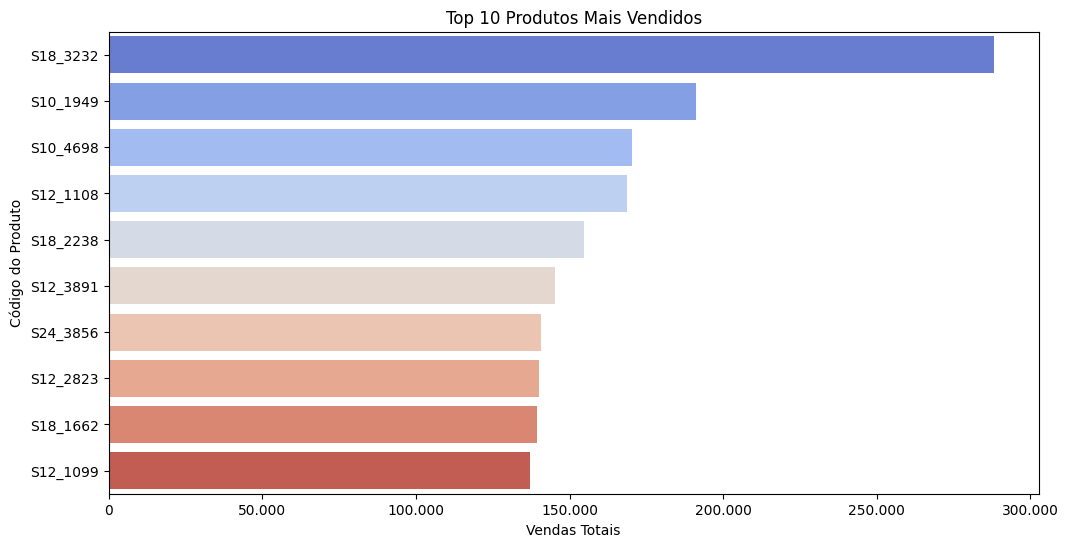 Top 10 Produtos Mais Vendidos
Código do Produto
S18_3232
S10_1949
S10_4698
S12_1108
S18_2238
S12_3891
S24_3856
S12_2823
S18_1662
S12_1099
0 50.000 100.000 150.000 200.000 250.000 300.000
Vendas Totais